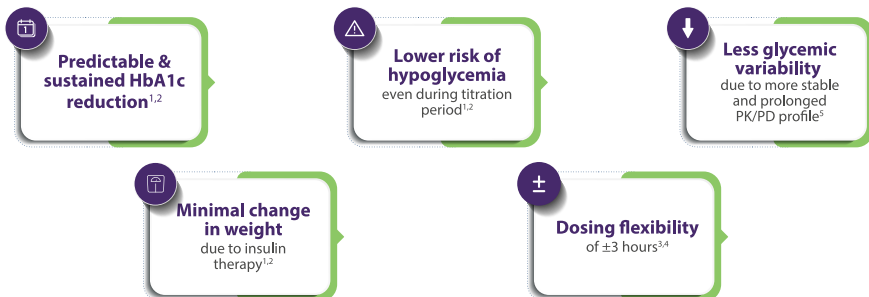 1
Predictable &
sustained HbA1c
reduction1,2
Lower risk of
hypoglycemia
even during titration
period1,2
Less glycemic
variability
due to more stable
and prolonged
PK/PD profile5
Minimal change
in weight
due to insulin
therapy1,2
±
Dosing flexibility
of ±3 hours3,4